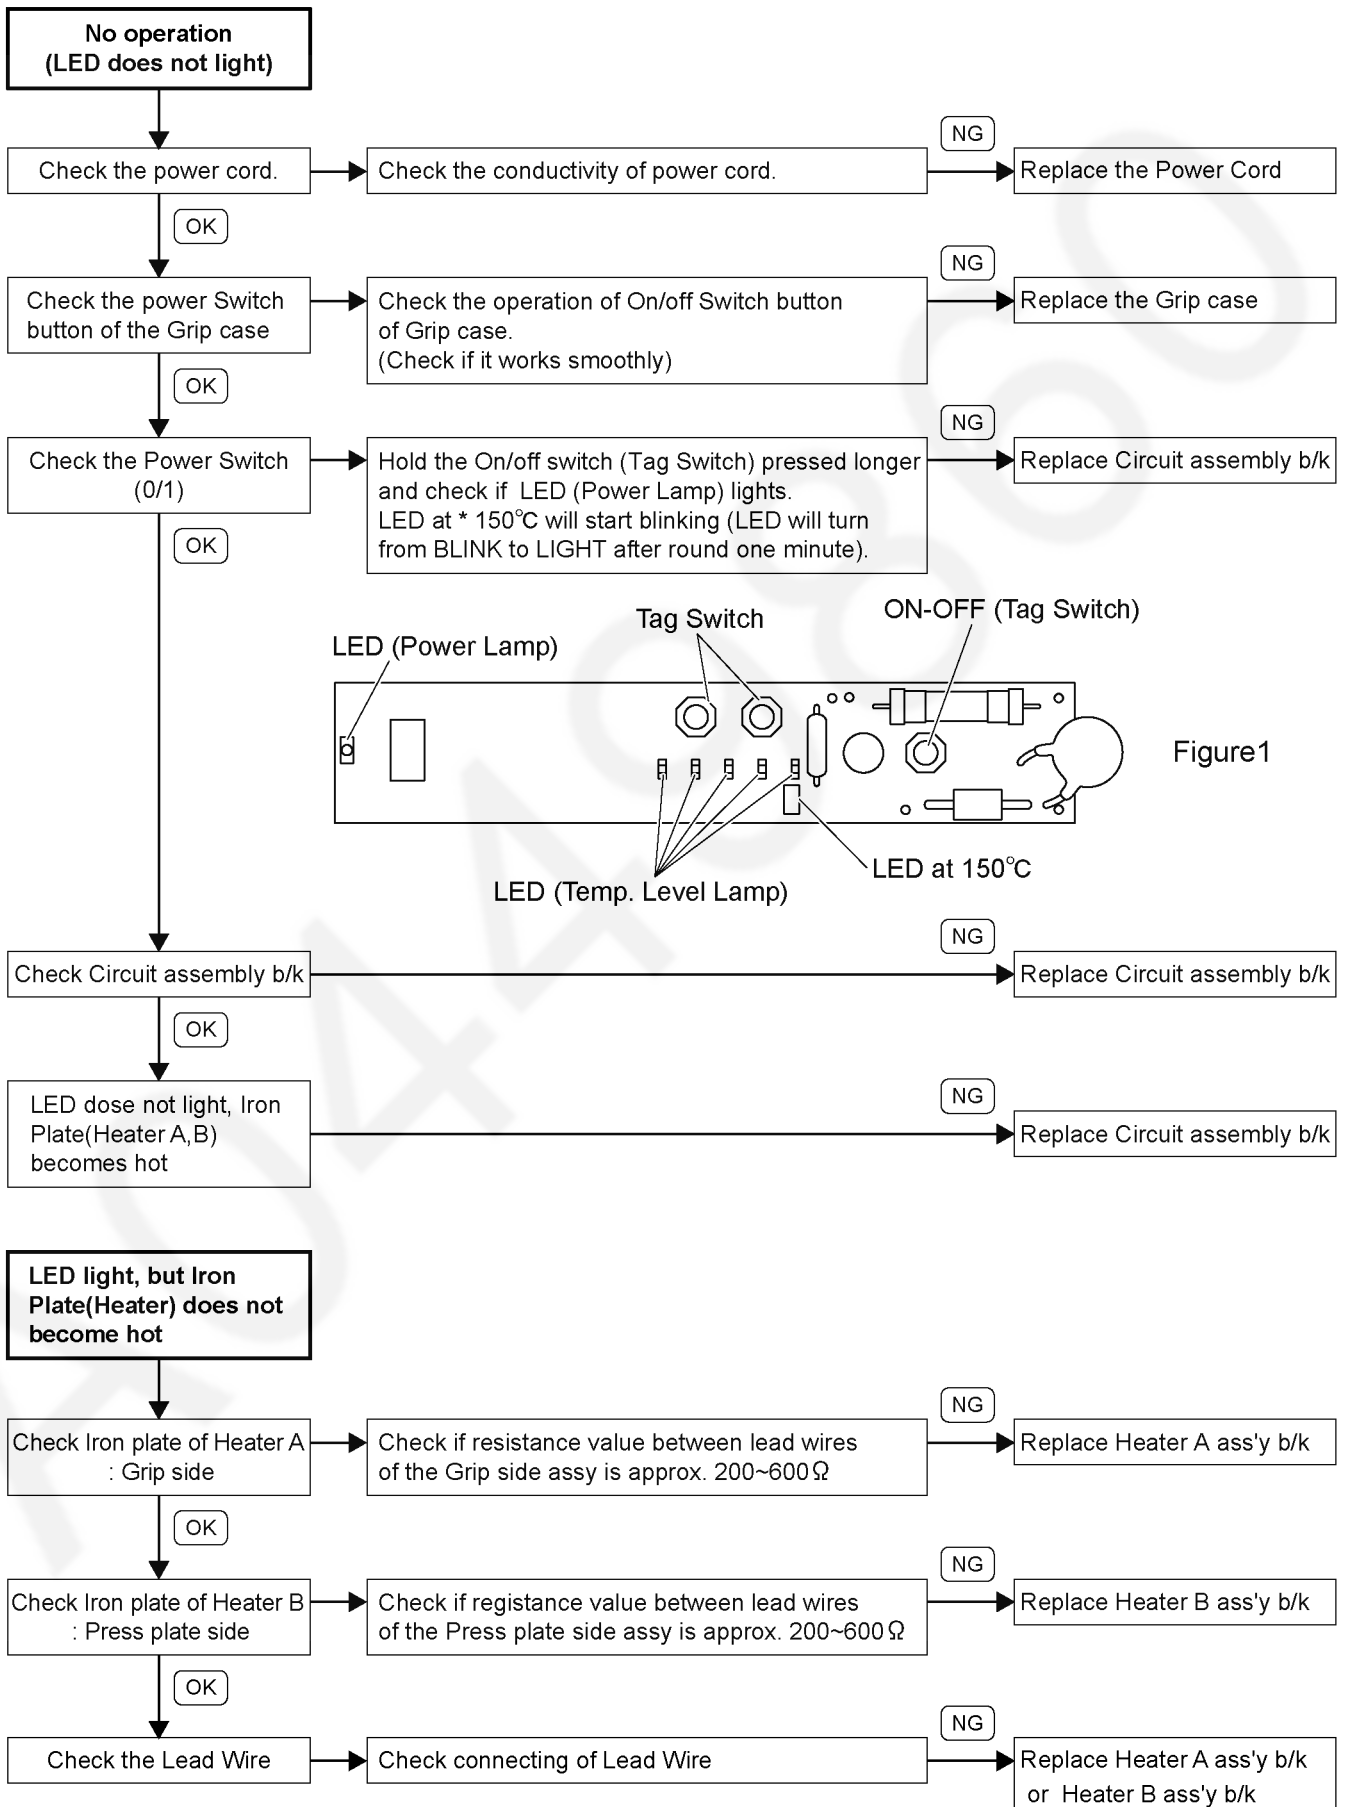 No operation
(LED does not light)
NG
Check the power cord.
Check the conductivity of power cord.
Replace the Power Cord
OK
NG
Check the power Switch
button of the Grip case
Check the operation of On/off Switch button
of Grip case.
(Check if it works smoothly)
Replace the Grip case
OK
NG
Check the Power Switch
(0/1)
Hold the On/off switch (Tag Switch) pressed longer
and check if LED (Power Lamp) lights.
LED at * 150℃ will start blinking (LED will turn
from BLINK to LIGHT after round one minute).
Replace Circuit assembly b/k
OK
LED (Power Lamp)
Tag Switch
ON-OFF (Tag Switch)
Figure1
LED (Temp. Level Lamp)
LED at 150℃
NG
Check Circuit assembly b/k
Replace Circuit assembly b/k
OK
NG
LED dose not light, Iron
Plate(Heater A,B)
becomes hot
Replace Circuit assembly b/k
LED light, but Iron
Plate(Heater) does not
become hot
NG
Check Iron plate of Heater A
: Grip side
Check if resistance value between lead wires
of the Grip side assy is approx. 200~600Ω
Replace Heater A ass'y b/k
OK
NG
Check Iron plate of Heater B
: Press plate side
Check if registance value between lead wires
of the Press plate side assy is approx. 200~600Ω
Replace Heater B ass'y b/k
OK
NG
Check the Lead Wire
Check connecting of Lead Wire
Replace Heater A ass'y b/k
or Heater B ass'y b/k
A0449860